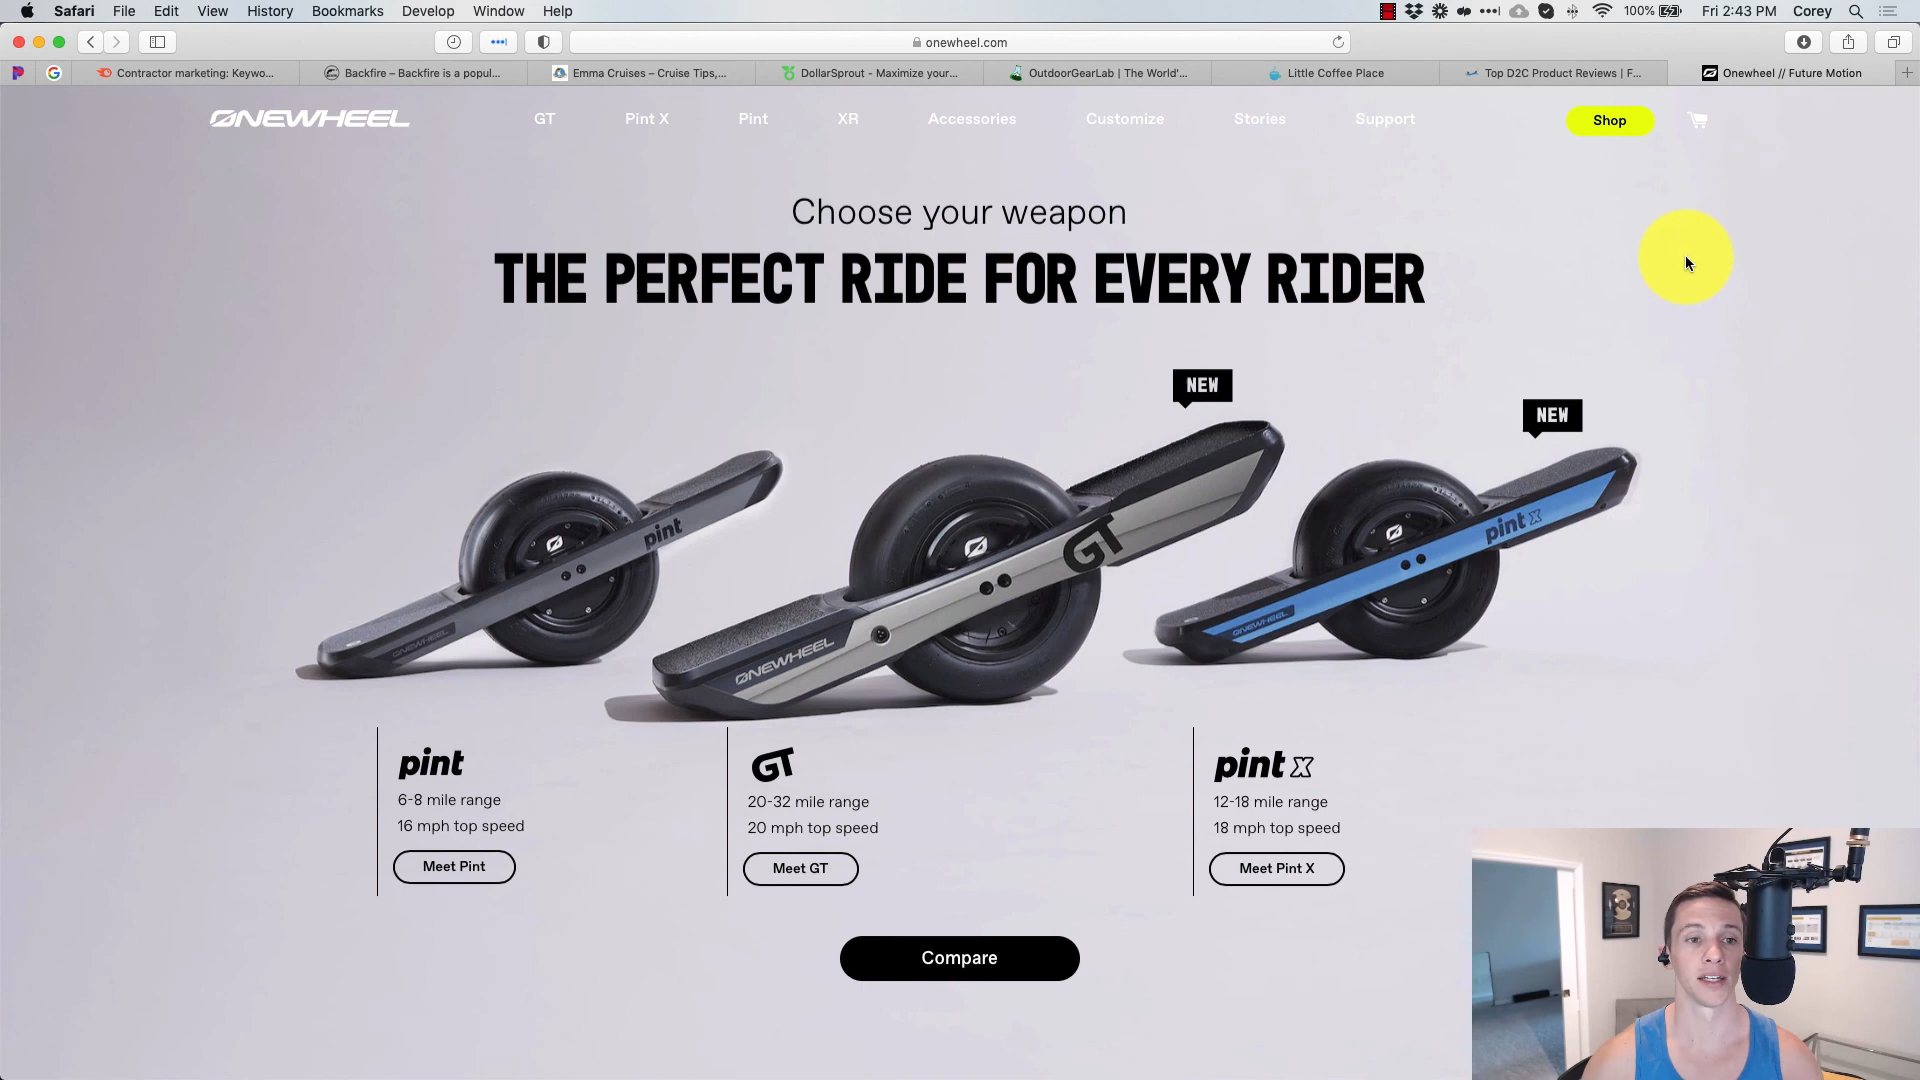 Safari File Edit View History Bookmarks Develop Window Help
100% Fri 2:43 PM Corey
onewheel.com
Contractor marketing: Keywo...
Backfire – Backfire is a popul...
Emma Cruises – Cruise Tips,...
DollarSprout - Maximize your...
OutdoorGearLab | The World'...
Little Coffee Place
Top D2C Product Reviews | F...
Onewheel // Future Motion
ONEWHEEL
GT Pint X Pint XR Accessories Customize Stories Support
Shop
Choose your weapon
THE PERFECT RIDE FOR EVERY RIDER
NEW
NEW
pint
ONEWHEEL
GT
ONEWHEEL
pint x
ONEWHEEL
pint
6-8 mile range
16 mph top speed
Meet Pint
GT
20-32 mile range
20 mph top speed
Meet GT
pint x
12-18 mile range
18 mph top speed
Meet Pint X
Compare